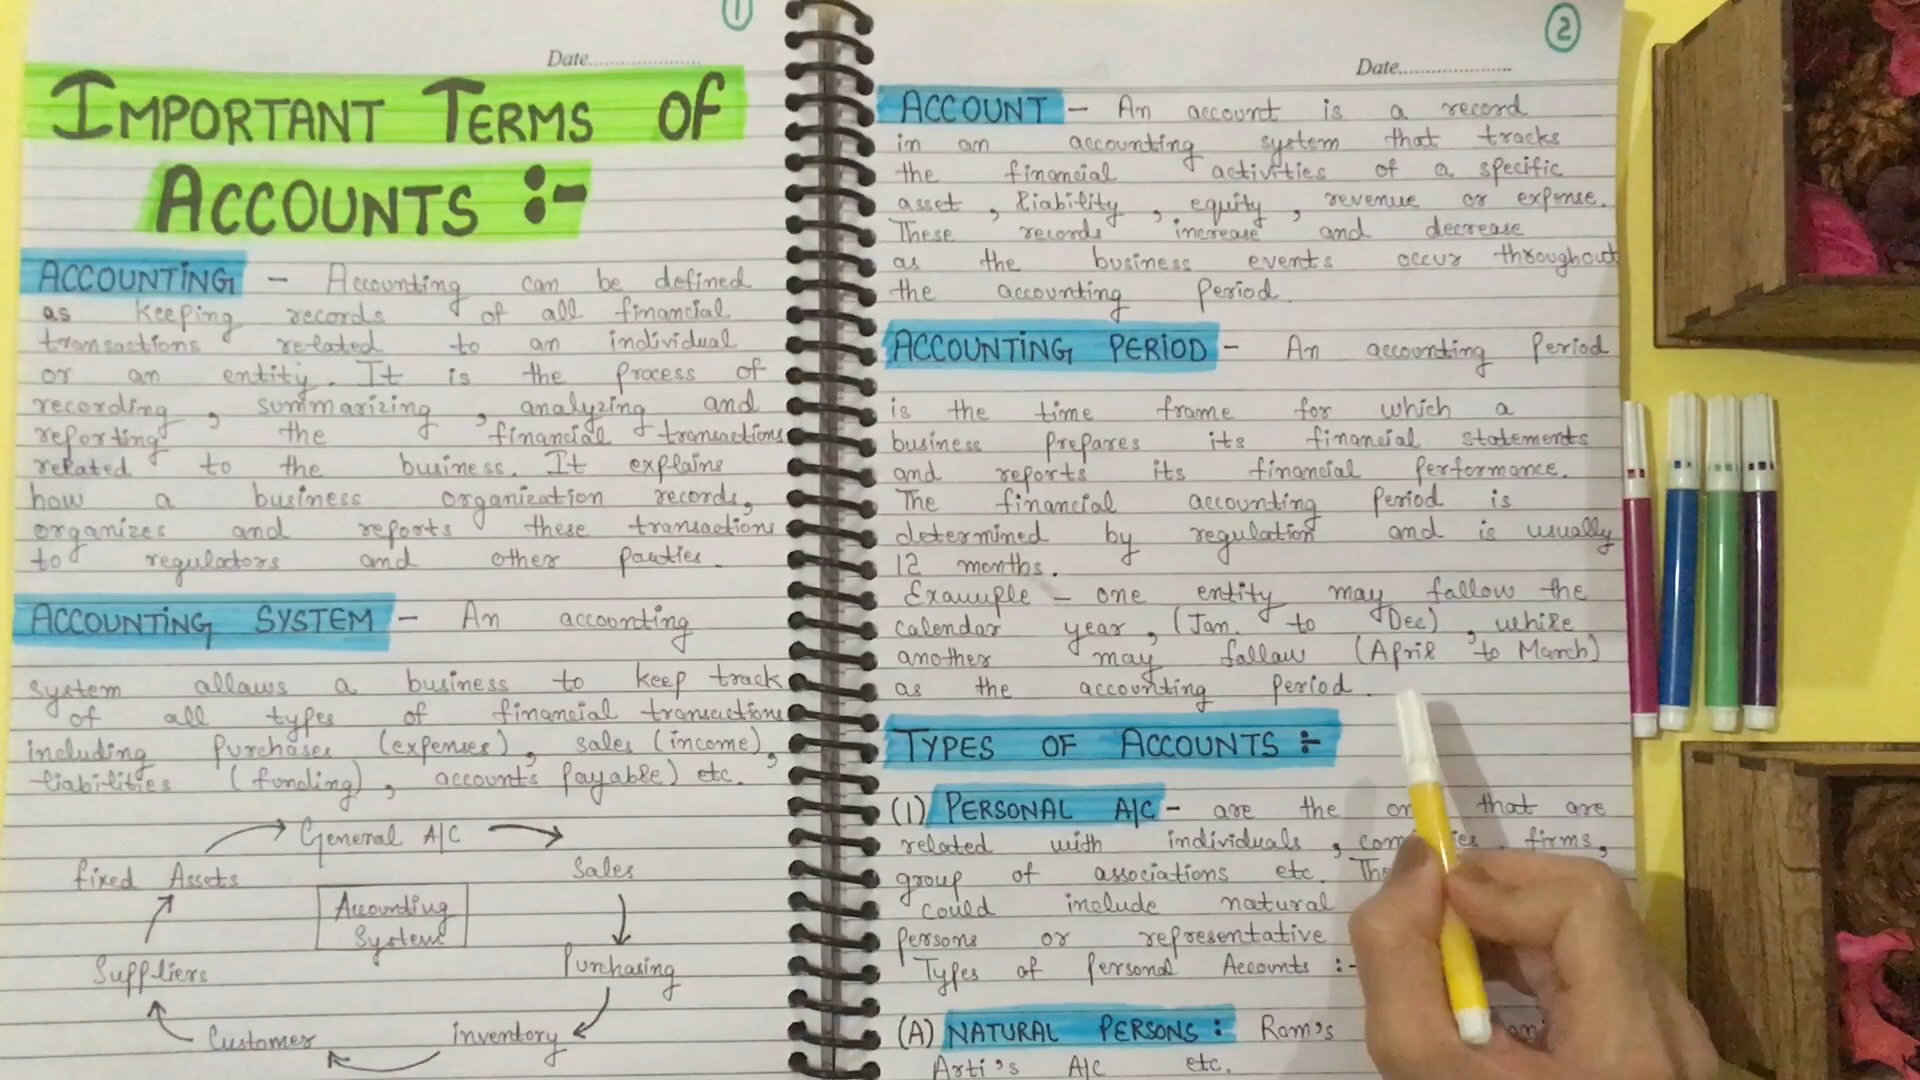 1
Date
IMPORTANT TERMS OF
ACCOUNTS :-
ACCOUNTING - Accounting can be defined
as keeping records of all financial
transactions related to an individual
or an entity. It is the process of
recording, summarizing, analyzing and
reporting the financial transactions
related to the business. It explains
how a business organization records,
organizes and reports these transactions
to regulators and other parties.
ACCOUNTING SYSTEM - An accounting
system allows a business to keep track
of all types of financial transactions
including purchases (expenses), sales (income),
liabilities (funding), accounts payable) etc.
General A/C
Fixed Assets
Sales
Accounting
System
Suppliers
Purchasing
Customer
inventory
2
Date
ACCOUNT - An account is a record
in an accounting system that tracks
the financial activities of a specific
asset, liability, equity, revenue or expense.
These records increase and decrease
as the business events occur throughout
the accounting period.
ACCOUNTING PERIOD - An accounting period
is the time frame for which a
business prepares its financial statements
and reports its financial performance.
The financial accounting period is
determined by regulation and is usually
12 months.
Example - one entity may fallow the
calendar year, (Jan. to Dec), while
another may fallow (April to March)
as the accounting period.
TYPES OF ACCOUNTS :-
(1) PERSONAL A/C - are the that are
related with individuals, firms,
group of associations etc.
could include natural
persons or representative
Types of Personal Accounts :-
(A) NATURAL PERSONS : Ram's
Arti's A/C etc.